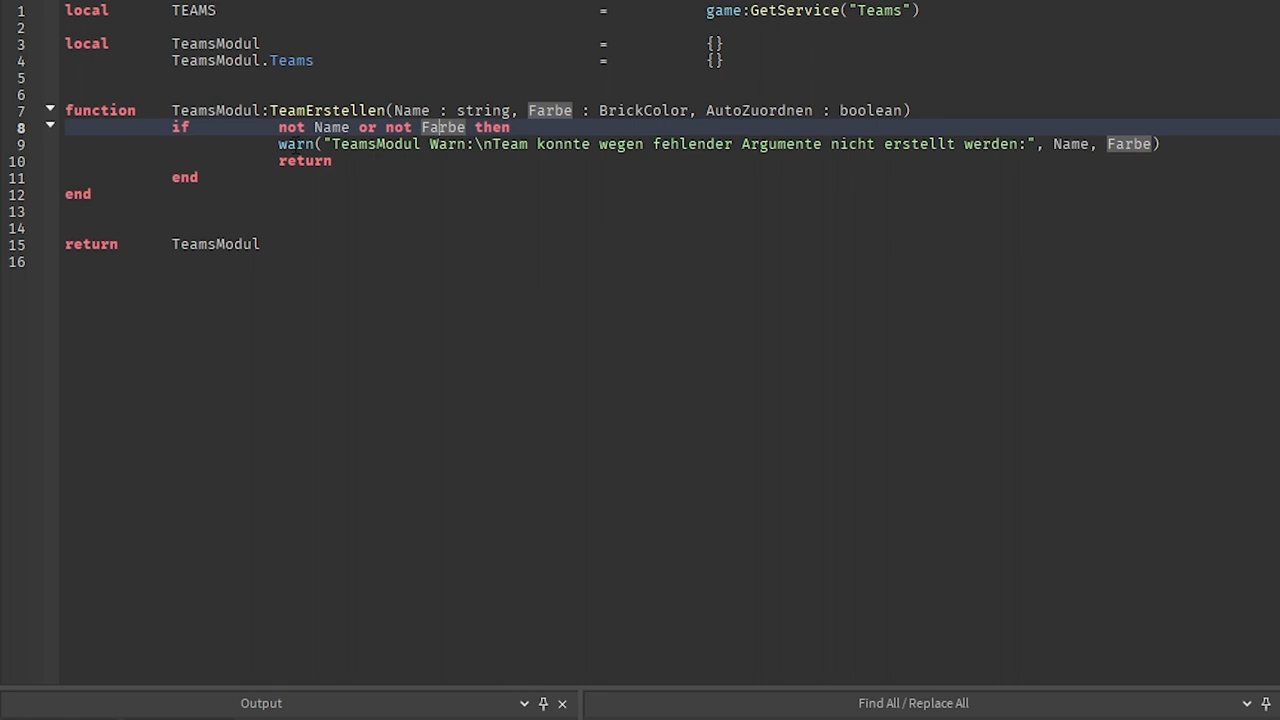 1 local TEAMS = game:GetService("Teams")
2
3 local TeamsModul = {}
4 TeamsModul.Teams = {}
5
6
7 function TeamsModul:TeamErstellen(Name : string, Farbe : BrickColor, AutoZuordnen : boolean)
8 if not Name or not Farbe then
9 warn("TeamsModul Warn:\nTeam konnte wegen fehlender Argumente nicht erstellt werden:", Name, Farbe)
10 return
11 end
12 end
13
14
15 return TeamsModul
16
Output
Find All / Replace All